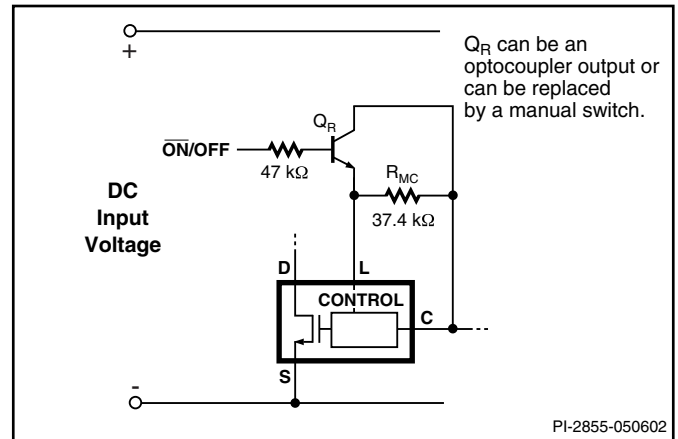 +
Q_R can be an
optocoupler output or
can be replaced
by a manual switch.
Q_R
ON/OFF
47 kΩ
R_MC
37.4 kΩ
DC
Input
Voltage
D
L
CONTROL
C
S
-
PI-2855-050602